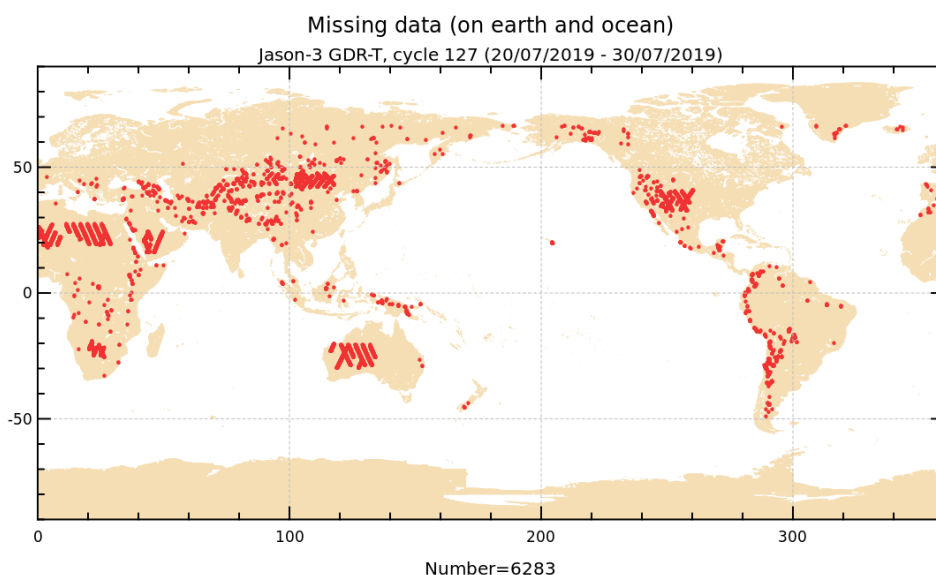 Missing data (on earth and ocean)
Jason-3 GDR-T, cycle 127 (20/07/2019 - 30/07/2019)
50
0
-50
0 100 200 300
Number=6283